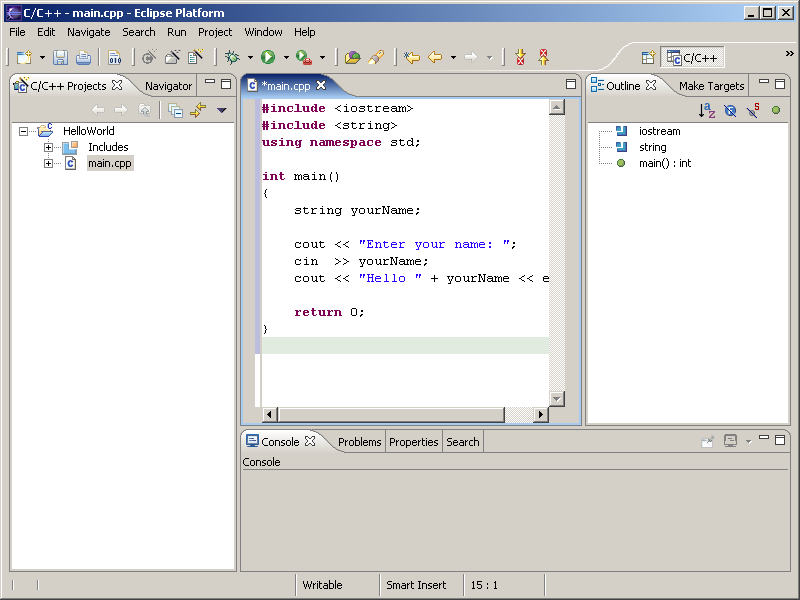 C/C++ - main.cpp - Eclipse Platform
File Edit Navigate Search Run Project Window Help
010
C/C++
»
C/C++ Projects Navigator
*main.cpp
Outline Make Targets
HelloWorld
Includes
main.cpp
#include <iostream>
#include <string>
using namespace std;
int main()
{
string yourName;
cout << "Enter your name: ";
cin >> yourName;
cout << "Hello " + yourName << e
return 0;
}
iostream
string
main() : int
Console Problems Properties Search
Console
Writable Smart Insert 15 : 1